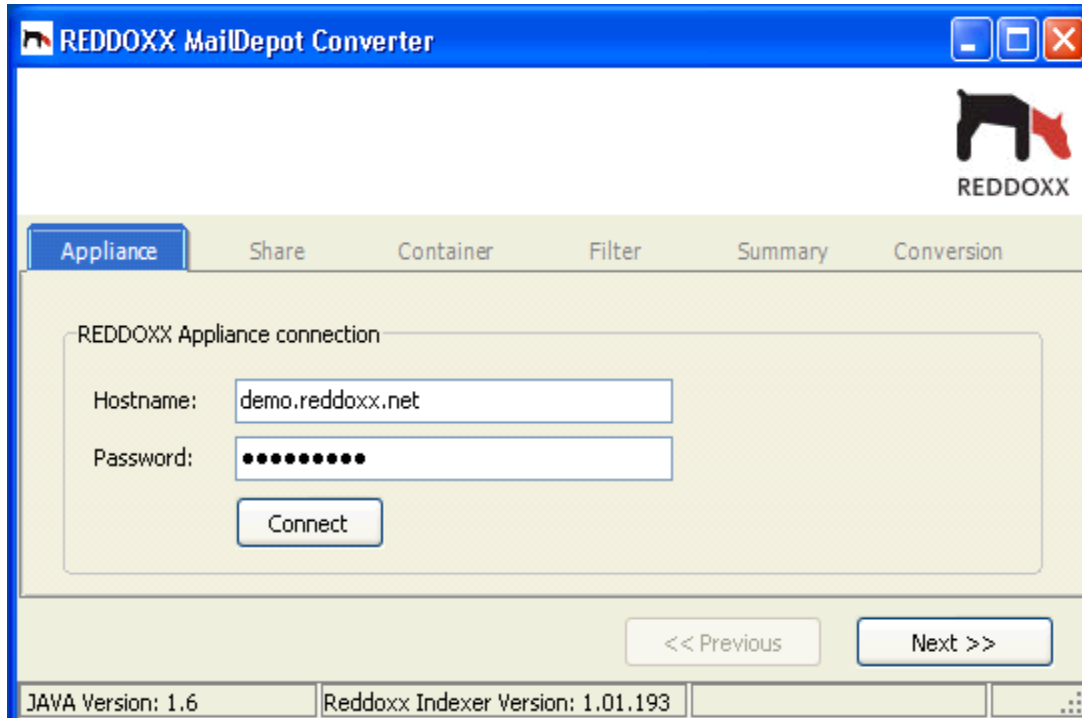 REDDOXX MailDepot Converter
REDDOXX
Appliance Share Container Filter Summary Conversion
REDDOXX Appliance connection
Hostname: demo.reddoxx.net
Password: ●●●●●●●●●
Connect
<< Previous Next >>
JAVA Version: 1.6 Reddoxx Indexer Version: 1.01.193